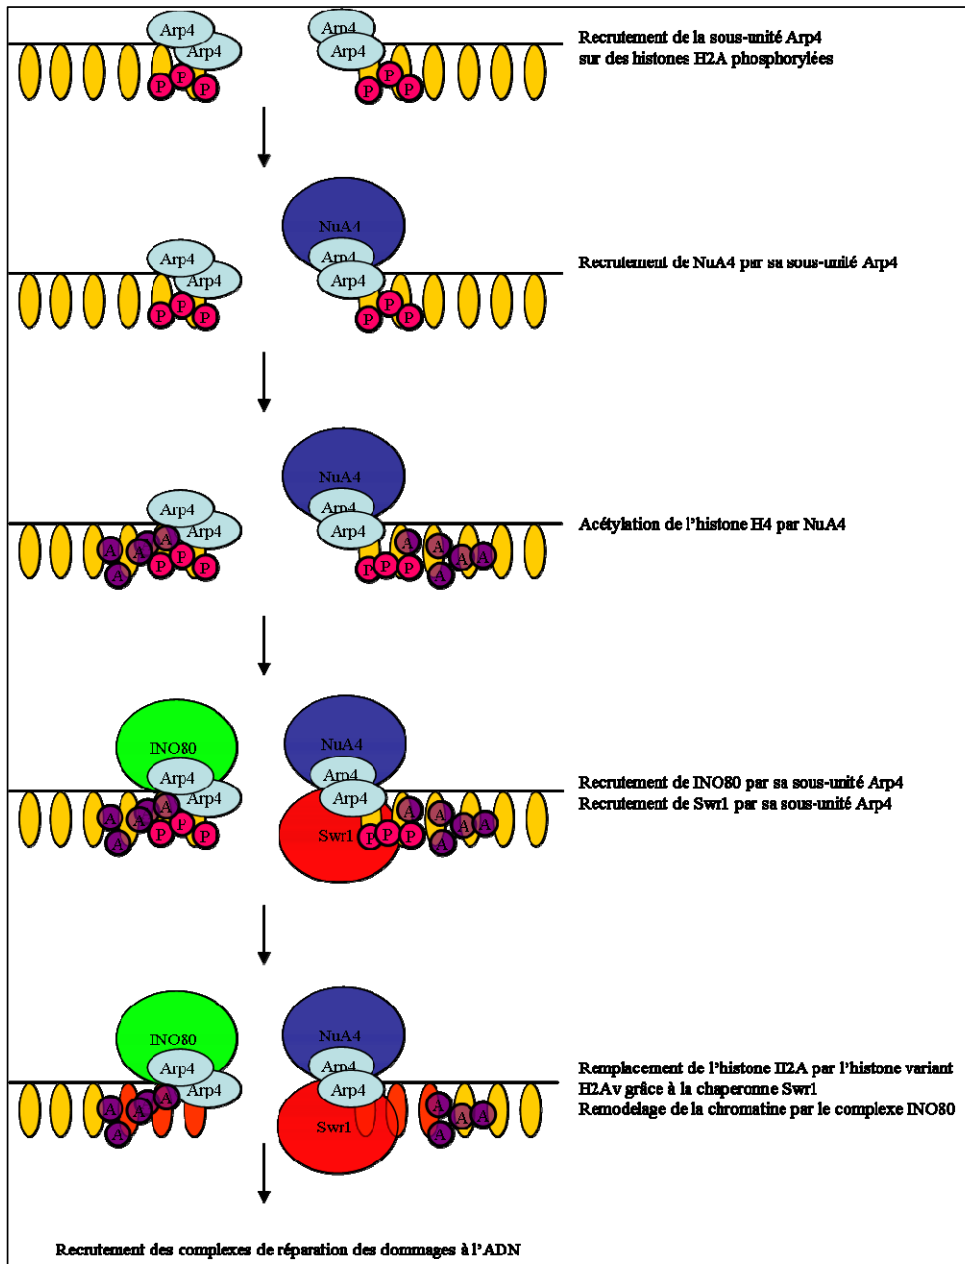 Arp4
Arp4
Arp4
Arp4
P
P
P
P
P
P
Recrutement de la sous-unité Arp4
sur des histones H2A phosphorylées
NuA4
Arp4
Arp4
Arp4
Arp4
P
P
P
P
P
P
Recrutement de NuA4 par sa sous-unité Arp4
NuA4
Arp4
Arp4
Arp4
Arp4
A
A
A
A
P
P
P
P
P
P
A
A
A
A
A
Acétylation de l'histone H4 par NuA4
INO80
NuA4
Arp4
Arp4
Arp4
Arp4
A
A
A
A
P
P
P
Swr1
P
P
P
A
A
A
A
A
Recrutement de INO80 par sa sous-unité Arp4
Recrutement de Swr1 par sa sous-unité Arp4
INO80
NuA4
Arp4
Arp4
Arp4
Arp4
A
A
A
A
Swr1
A
A
A
A
Remplacement de l'histone H2A par l'histone variant
H2Av grâce à la chaperonne Swr1
Remodelage de la chromatine par le complexe INO80
Recrutement des complexes de réparation des dommages à l'ADN